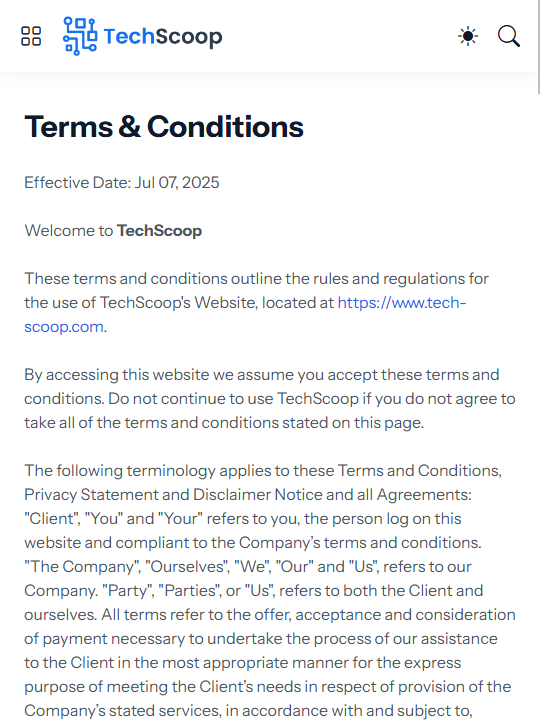 TechScoop
Terms & Conditions
Effective Date: Jul 07, 2025
Welcome to TechScoop
These terms and conditions outline the rules and regulations for
the use of TechScoop's Website, located at https://www.tech-
scoop.com.
By accessing this website we assume you accept these terms and
conditions. Do not continue to use TechScoop if you do not agree to
take all of the terms and conditions stated on this page.
The following terminology applies to these Terms and Conditions,
Privacy Statement and Disclaimer Notice and all Agreements:
"Client", "You" and "Your" refers to you, the person log on this
website and compliant to the Company’s terms and conditions.
"The Company", "Ourselves", "We", "Our" and "Us", refers to our
Company. "Party", "Parties", or "Us", refers to both the Client and
ourselves. All terms refer to the offer, acceptance and consideration
of payment necessary to undertake the process of our assistance
to the Client in the most appropriate manner for the express
purpose of meeting the Client’s needs in respect of provision of the
Company’s stated services, in accordance with and subject to,